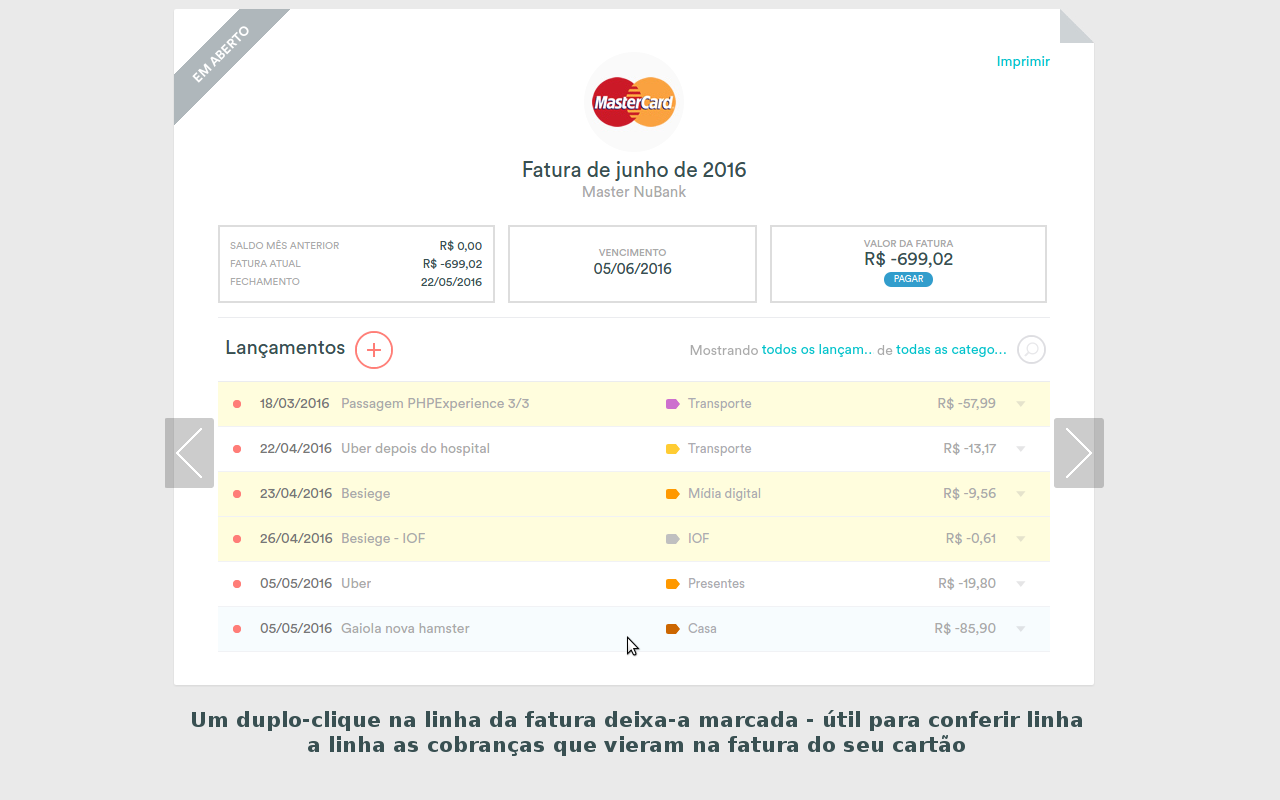 EM ABERTO
Imprimir
MasterCard
Fatura de junho de 2016
Master NuBank
SALDO MÊS ANTERIOR R$ 0,00
FATURA ATUAL R$ -699,02
FECHAMENTO 22/05/2016
VENCIMENTO
05/06/2016
VALOR DA FATURA
R$ -699,02
PAGAR
Lançamentos Mostrando todos os lançam.. de todas as catego...
18/03/2016 Passagem PHPExperience 3/3 Transporte R$ -57,99
22/04/2016 Uber depois do hospital Transporte R$ -13,17
23/04/2016 Besiege Mídia digital R$ -9,56
26/04/2016 Besiege - IOF IOF R$ -0,61
05/05/2016 Uber Presentes R$ -19,80
05/05/2016 Gaiola nova hamster Casa R$ -85,90
Um duplo-clique na linha da fatura deixa-a marcada - útil para conferir linha
a linha as cobranças que vieram na fatura do seu cartão